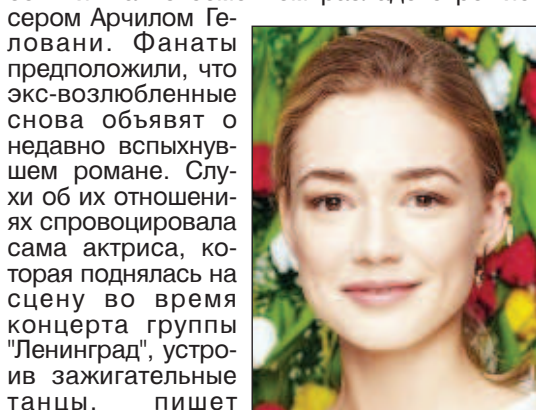 сером Арчилом Ге-
ловани. Фанаты
предположили, что
экс-возлюбленные
снова объявят о
недавно вспыхнув-
шем романе. Слу-
хи об их отношени-
ях спровоцировала
сама актриса, ко-
торая поднялась на
сцену во время
концерта группы
"Ленинград", устро-
ив зажигательные
танцы, пишет